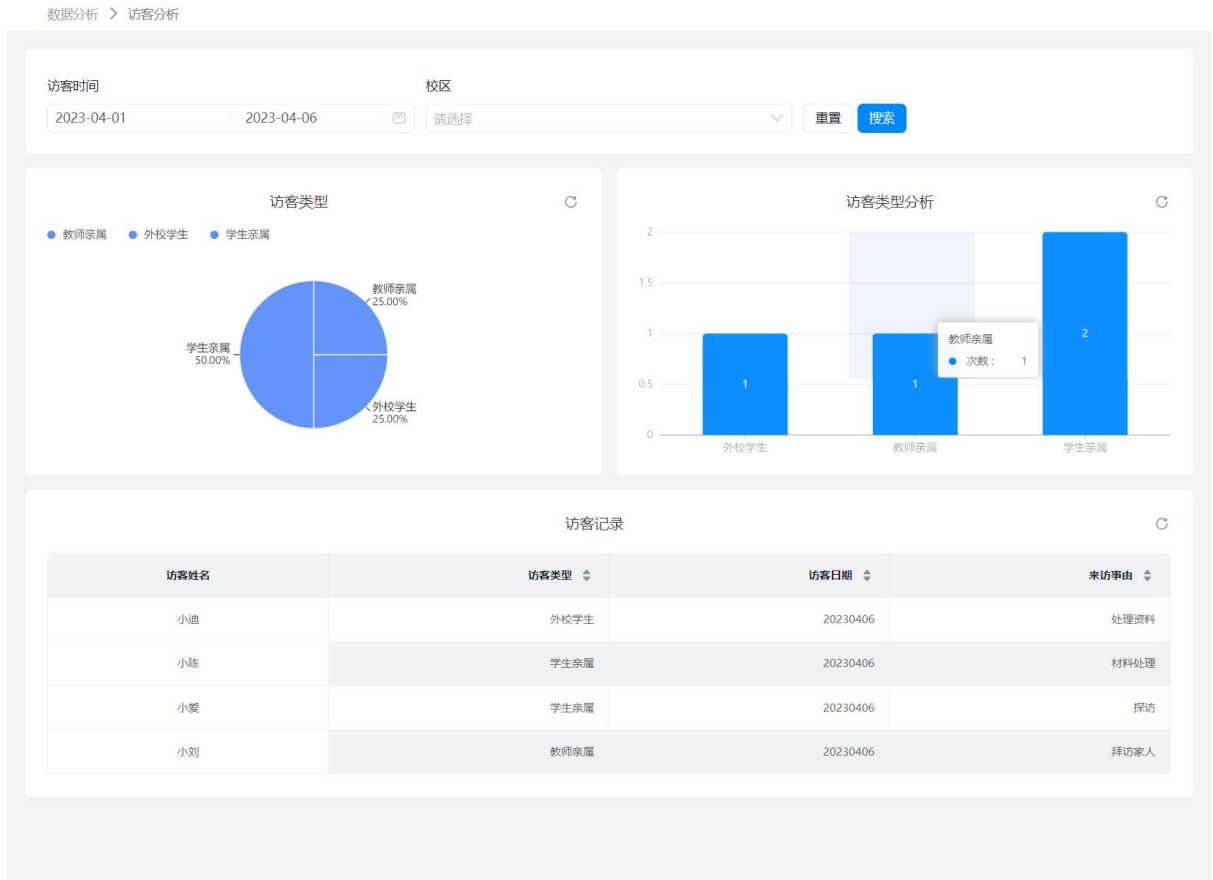 数据分析 > 访客分析
访客时间 校区
2023-04-01 - 2023-04-06 请选择 重置 搜索
访客类型
教师亲属 外校学生 学生亲属
教师亲属
25.00%
学生亲属
50.00%
外校学生
25.00%
访客类型分析
2
1.5
1
0.5
0
1
1
2
教师亲属
次数: 1
外校学生 教师亲属 学生亲属
访客记录
访客姓名 访客类型 访客日期 来访事由
小迪 外校学生 20230406 处理资料
小陈 学生亲属 20230406 材料处理
小爱 学生亲属 20230406 探访
小刘 教师亲属 20230406 拜访家人